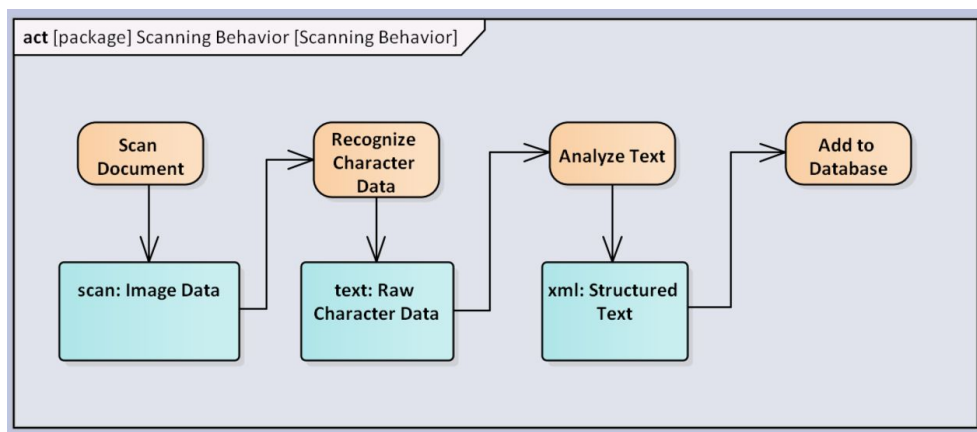 act [package] Scanning Behavior [Scanning Behavior]
Scan
Document
Recognize
Character
Data
Analyze Text
Add to
Database
scan: Image Data
text: Raw
Character Data
xml: Structured
Text